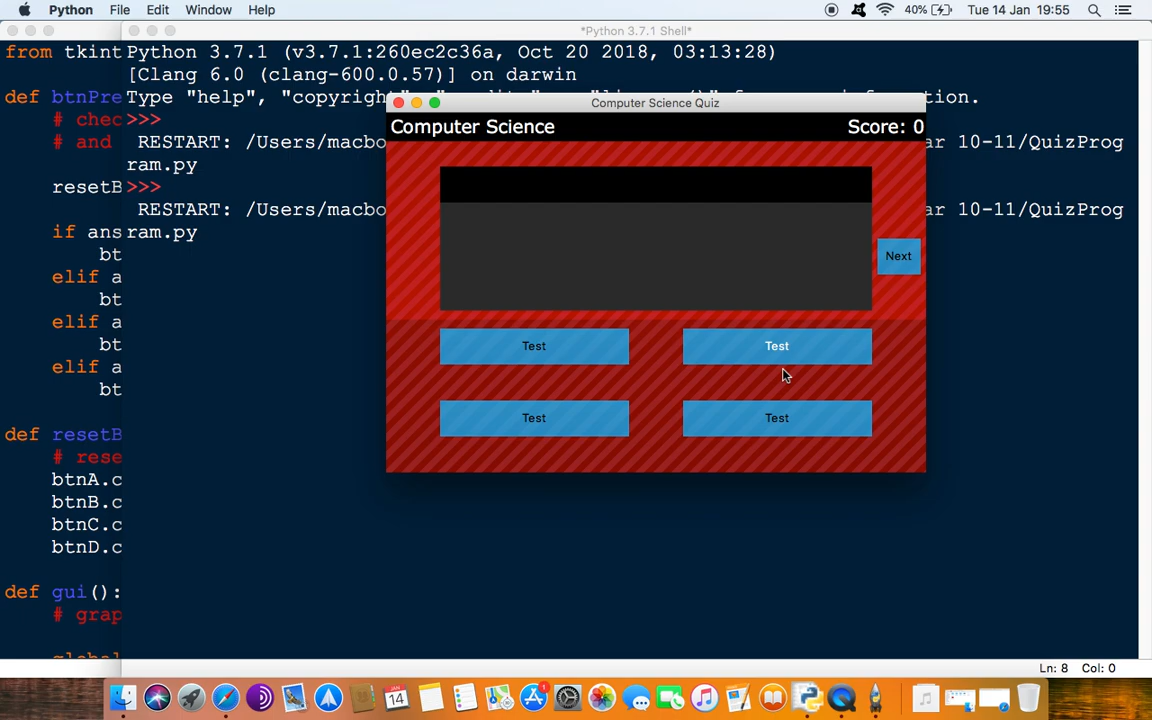 Python File Edit Window Help 40% Tue 14 Jan 19:55
*Python 3.7.1 Shell*
from tkint
def btnPre
# chec
# and
resetB
if ans
bt
elif a
bt
elif a
bt
elif a
bt
def resetB
# rese
btnA.c
btnB.c
btnC.c
btnD.c
def gui():
# grap
Python 3.7.1 (v3.7.1:260ec2c36a, Oct 20 2018, 03:13:28)
[Clang 6.0 (clang-600.0.57)] on darwin
Type "help", "copyright tion.
>>>
RESTART: /Users/macbo ar 10-11/QuizProg
ram.py
>>>
RESTART: /Users/macbo ar 10-11/QuizProg
ram.py
Computer Science Quiz
Computer Science Score: 0
Next
Test Test
Test Test
Ln: 8 Col: 0
JAN
14
1